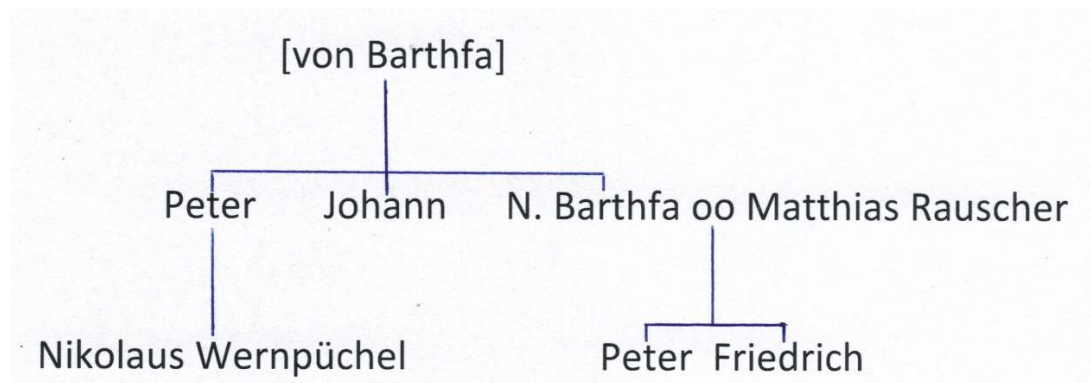 [von Barthfa]
Peter Johann N. Barthfa oo Matthias Rauscher
Nikolaus Wernpüchel Peter Friedrich